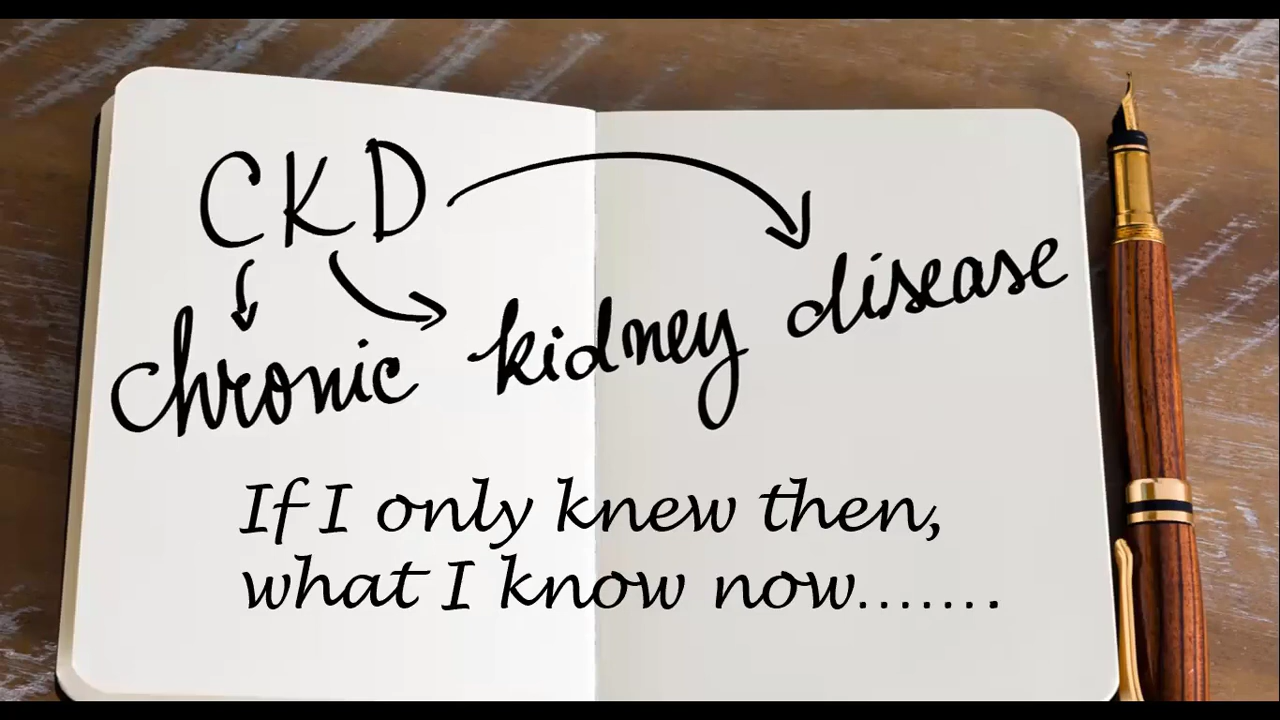 CKD
chronic kidney disease
If I only knew then,
what I know now.......